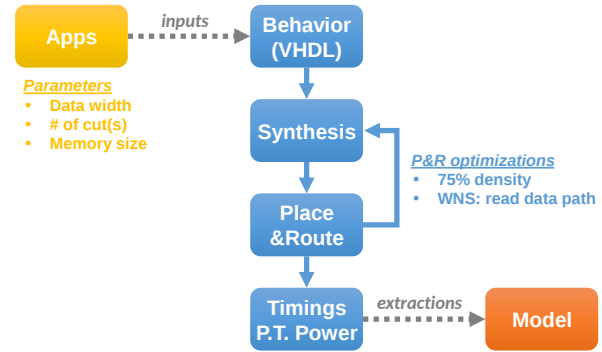 Apps
inputs
Behavior
(VHDL)
Parameters
• Data width
• # of cut(s)
• Memory size
Synthesis
P&R optimizations
• 75% density
• WNS: read data path
Place
&Route
Timings
P.T. Power
extractions
Model